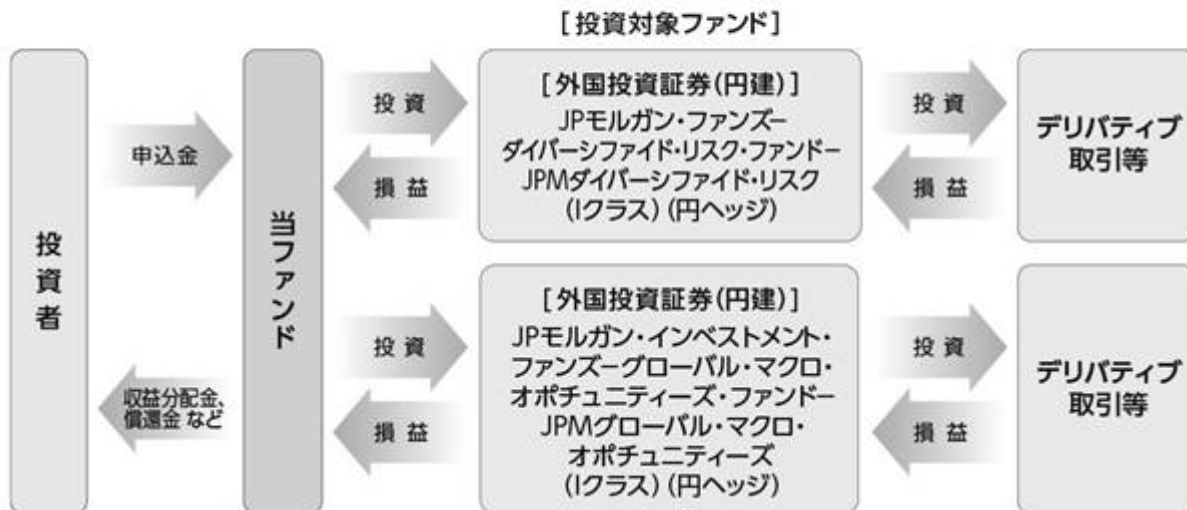 [投資対象ファンド]
投資者
申込金
収益分配金、
償還金 など
当ファンド
投 資
損 益
[外国投資証券(円建)]
JPモルガン・ファンズー
ダイバーシファイド・リスク・ファンドー
JPMダイバーシファイド・リスク
(Iクラス)(円ヘッジ)
投 資
損 益
デリバティブ
取引等
投 資
損 益
[外国投資証券(円建)]
JPモルガン・インベストメント・
ファンズーグローバル・マクロ・
オポチュニティーズ・ファンドー
JPMグローバル・マクロ・
オポチュニティーズ
(Iクラス)(円ヘッジ)
投 資
損 益
デリバティブ
取引等